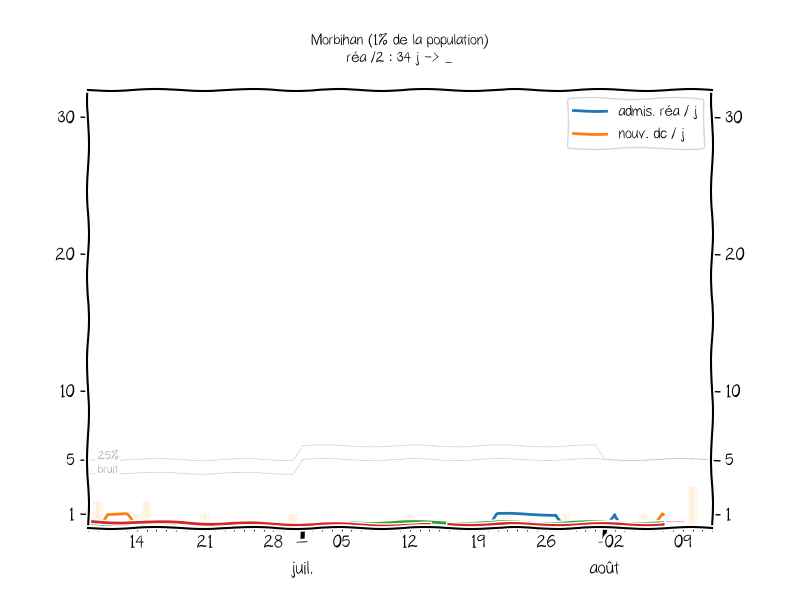 Morbihan (1% de la population)
réa /2 : 34 j -> _
admis. réa / j
nouv. dc / j
30
30
20
20
10
10
5
5
25%
bruit
1
1
14 21 28 05 12 19 26 02 09
juil. août